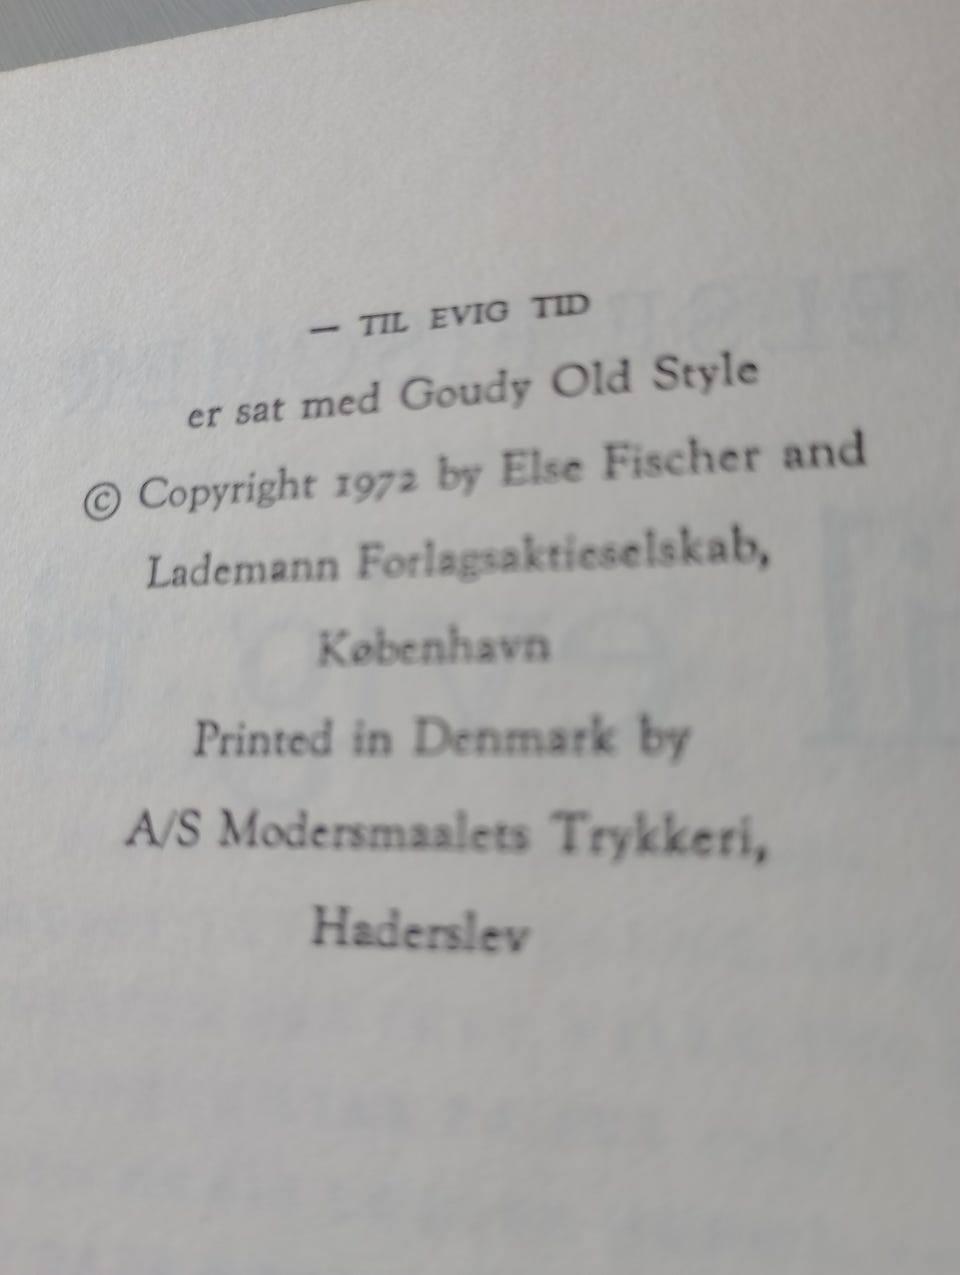 — TIL EVIG TID
er sat med Goudy Old Style
© Copyright 1972 by Else Fischer and
Lademann Forlagsaktieselskab,
København
Printed in Denmark by
A/S Modersmaalets Trykkeri,
Haderslev